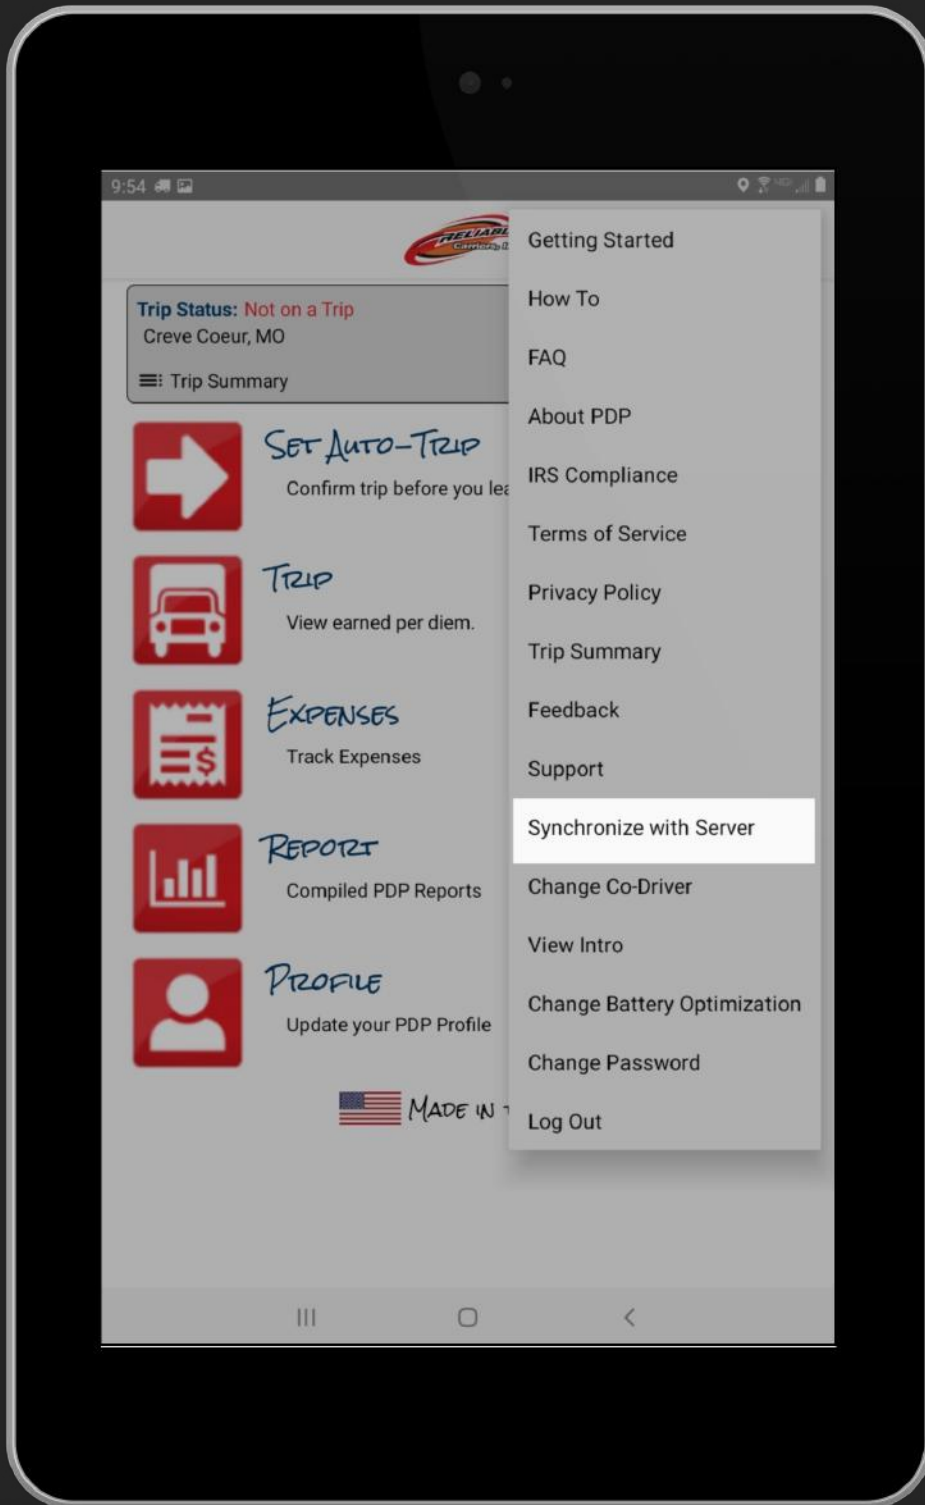 9:54
RELIABL
Carriers, I
Trip Status: Not on a Trip
Creve Coeur, MO
Trip Summary
SET AUTO-TRIP
Confirm trip before you lea
TRIP
View earned per diem.
EXPENSES
Track Expenses
$
REPORT
Compiled PDP Reports
PROFILE
Update your PDP Profile
MADE IN T
Getting Started
How To
FAQ
About PDP
IRS Compliance
Terms of Service
Privacy Policy
Trip Summary
Feedback
Support
Synchronize with Server
Change Co-Driver
View Intro
Change Battery Optimization
Change Password
Log Out